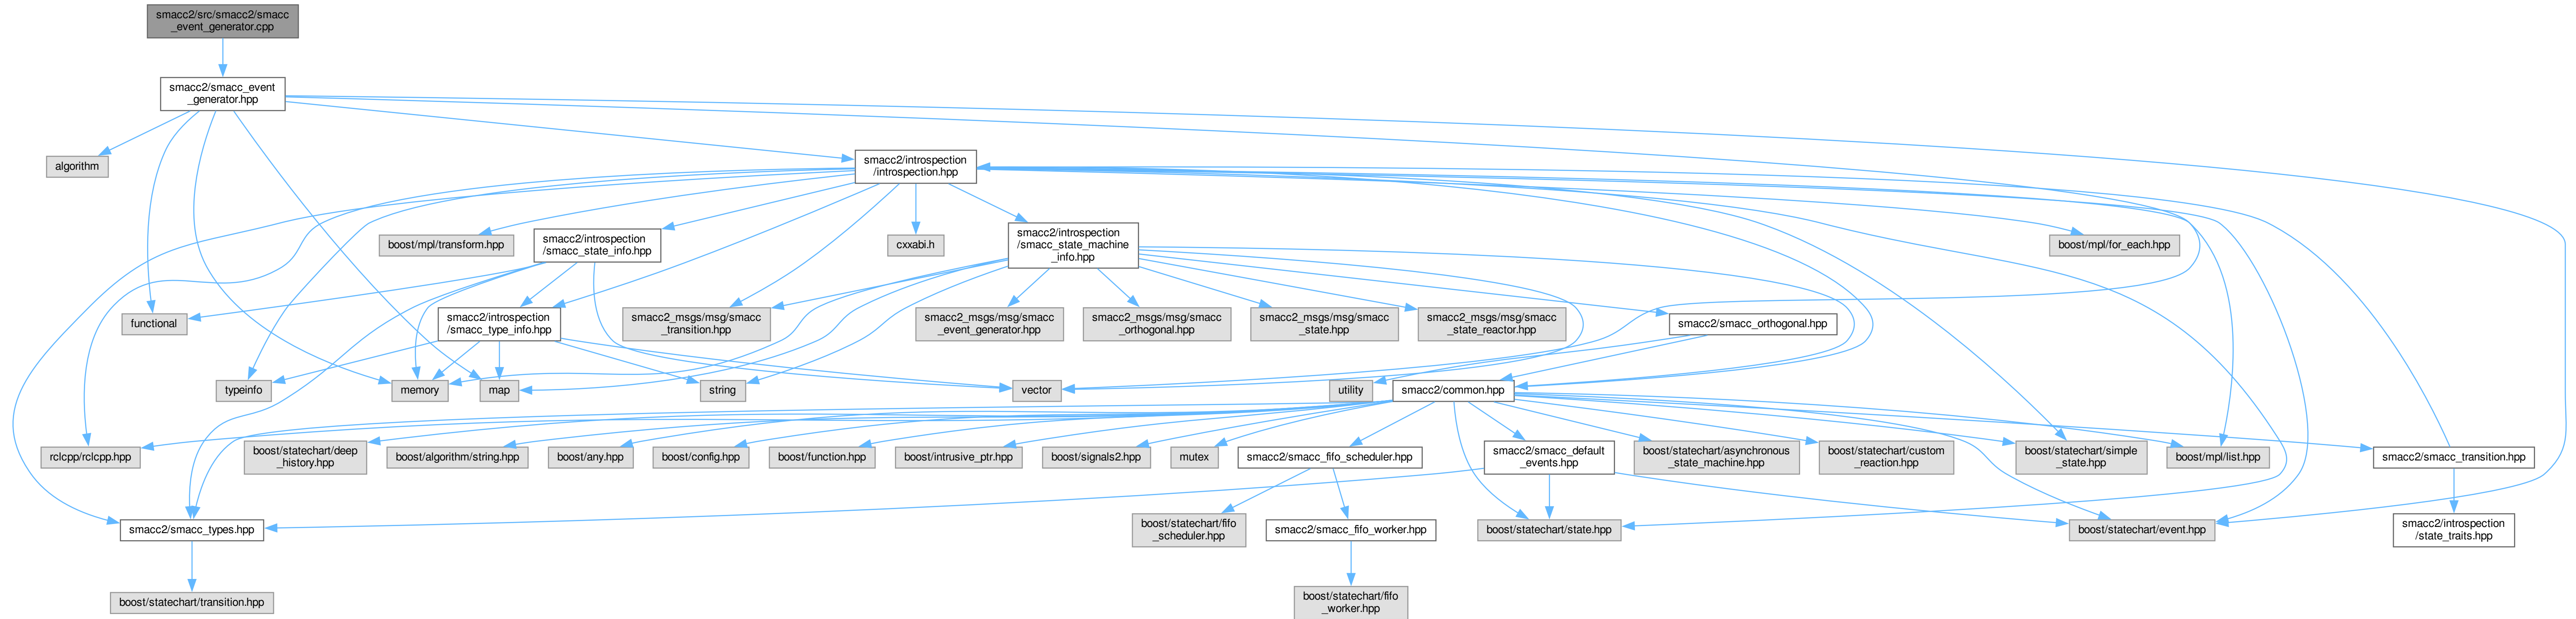 smacc2/src/smacc2/smacc
_event_generator.cpp
smacc2/smacc_event
_generator.hpp
algorithm
smacc2/introspection
/introspection.hpp
boost/mpl/transform.hpp
smacc2/introspection
/smacc_state_info.hpp
cxxabi.h
smacc2/introspection
/smacc_state_machine
_info.hpp
boost/mpl/for_each.hpp
functional
smacc2/introspection
/smacc_type_info.hpp
smacc2_msgs/msg/smacc
_transition.hpp
smacc2_msgs/msg/smacc
_event_generator.hpp
smacc2_msgs/msg/smacc
_orthogonal.hpp
smacc2_msgs/msg/smacc
_state.hpp
smacc2_msgs/msg/smacc
_state_reactor.hpp
smacc2/smacc_orthogonal.hpp
typeinfo
memory
map
string
vector
utility
smacc2/common.hpp
rclcpp/rclcpp.hpp
boost/statechart/deep
_history.hpp
boost/algorithm/string.hpp
boost/any.hpp
boost/config.hpp
boost/function.hpp
boost/intrusive_ptr.hpp
boost/signals2.hpp
mutex
smacc2/smacc_fifo_scheduler.hpp
smacc2/smacc_default
_events.hpp
boost/statechart/asynchronous
_state_machine.hpp
boost/statechart/custom
_reaction.hpp
boost/statechart/simple
_state.hpp
boost/mpl/list.hpp
smacc2/smacc_transition.hpp
smacc2/smacc_types.hpp
boost/statechart/fifo
_scheduler.hpp
smacc2/smacc_fifo_worker.hpp
boost/statechart/state.hpp
boost/statechart/event.hpp
smacc2/introspection
/state_traits.hpp
boost/statechart/transition.hpp
boost/statechart/fifo
_worker.hpp